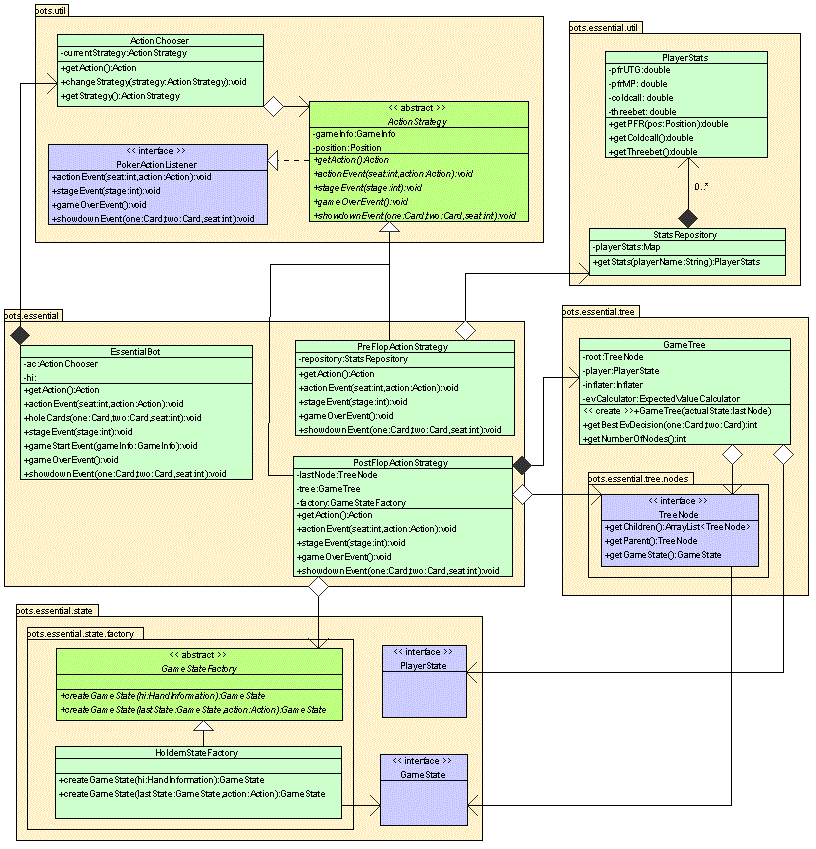 bots.util
ActionChooser
-currentStrategy:ActionStrategy
+getAction():Action
+changeStrategy(strategy:ActionStrategy):void
+getStrategy():ActionStrategy
<< abstract >>
ActionStrategy
-gameInfo:GameInfo
-position:Position
+getAction():Action
+actionEvent(seat:int,action:Action):void
+stageEvent(stage:int):void
+gameOverEvent():void
+showdownEvent(one:Card,two:Card,seat:int):void
<< interface >>
PokerActionListener
+actionEvent(seat:int,action:Action):void
+stageEvent(stage:int):void
+gameOverEvent():void
+showdownEvent(one:Card,two:Card,seat:int):void
bots.essential.util
PlayerStats
-pfrUTG:double
-pfrMP:double
-coldcall: double
-threebet: double
+getPFR(pos:Position):double
+getColdcall():double
+getThreebet():double
0..*
StatsRepository
-playerStats:Map
+getStats(playerName:String):PlayerStats
bots.essential
EssentialBot
-ac:ActionChooser
-hi:
+getAction():Action
+actionEvent(seat:int,action:Action):void
+holeCards(one:Card,two:Card,seat:int):void
+stageEvent(stage:int):void
+gameStartEvent(gameInfo:GameInfo):void
+gameOverEvent():void
+showdownEvent(one:Card,two:Card,seat:int):void
PreFlopActionStrategy
-repository:StatsRepository
+getAction():Action
+actionEvent(seat:int,action:Action):void
+stageEvent(stage:int):void
+gameOverEvent():void
+showdownEvent(one:Card,two:Card,seat:int):void
PostFlopActionStrategy
-lastNode:TreeNode
-tree:GameTree
-factory:GameStateFactory
+getAction():Action
+actionEvent(seat:int,action:Action):void
+stageEvent(stage:int):void
+gameOverEvent():void
+showdownEvent(one:Card,two:Card,seat:int):void
bots.essential.tree
GameTree
-root:TreeNode
-player:PlayerState
-inflater:Inflater
-evCalculator:ExpectedValueCalculator
<< create >>+GameTree(actualState:lastNode)
+getBestEvDecision(one:Card,two:Card):int
+getNumberOfNodes():int
bots.essential.tree.nodes
<< interface >>
TreeNode
+getChildren():ArrayList<TreeNode>
+getParent():TreeNode
+getGameState():GameState
bots.essential.state
bots.essential.state.factory
<< abstract >>
GameStateFactory
+createGameState(hi:HandInformation):GameState
+createGameState(lastState:GameState,action:Action):GameState
HoldemStateFactory
+createGameState(hi:HandInformation):GameState
+createGameState(lastState:GameState,action:Action):GameState
<< interface >>
PlayerState
<< interface >>
GameState